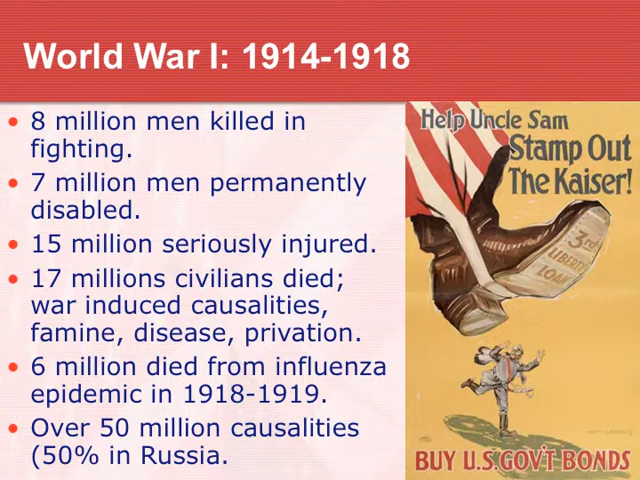 World War I: 1914-1918
• 8 million men killed in
fighting.
• 7 million men permanently
disabled.
• 15 million seriously injured.
• 17 millions civilians died;
war induced causalities,
famine, disease, privation.
• 6 million died from influenza
epidemic in 1918-1919.
• Over 50 million causalities
(50% in Russia.
Help Uncle Sam
Stamp Out
The Kaiser!
3rd
LIBERTY
LOAN
BUY U.S. GOV'T BONDS